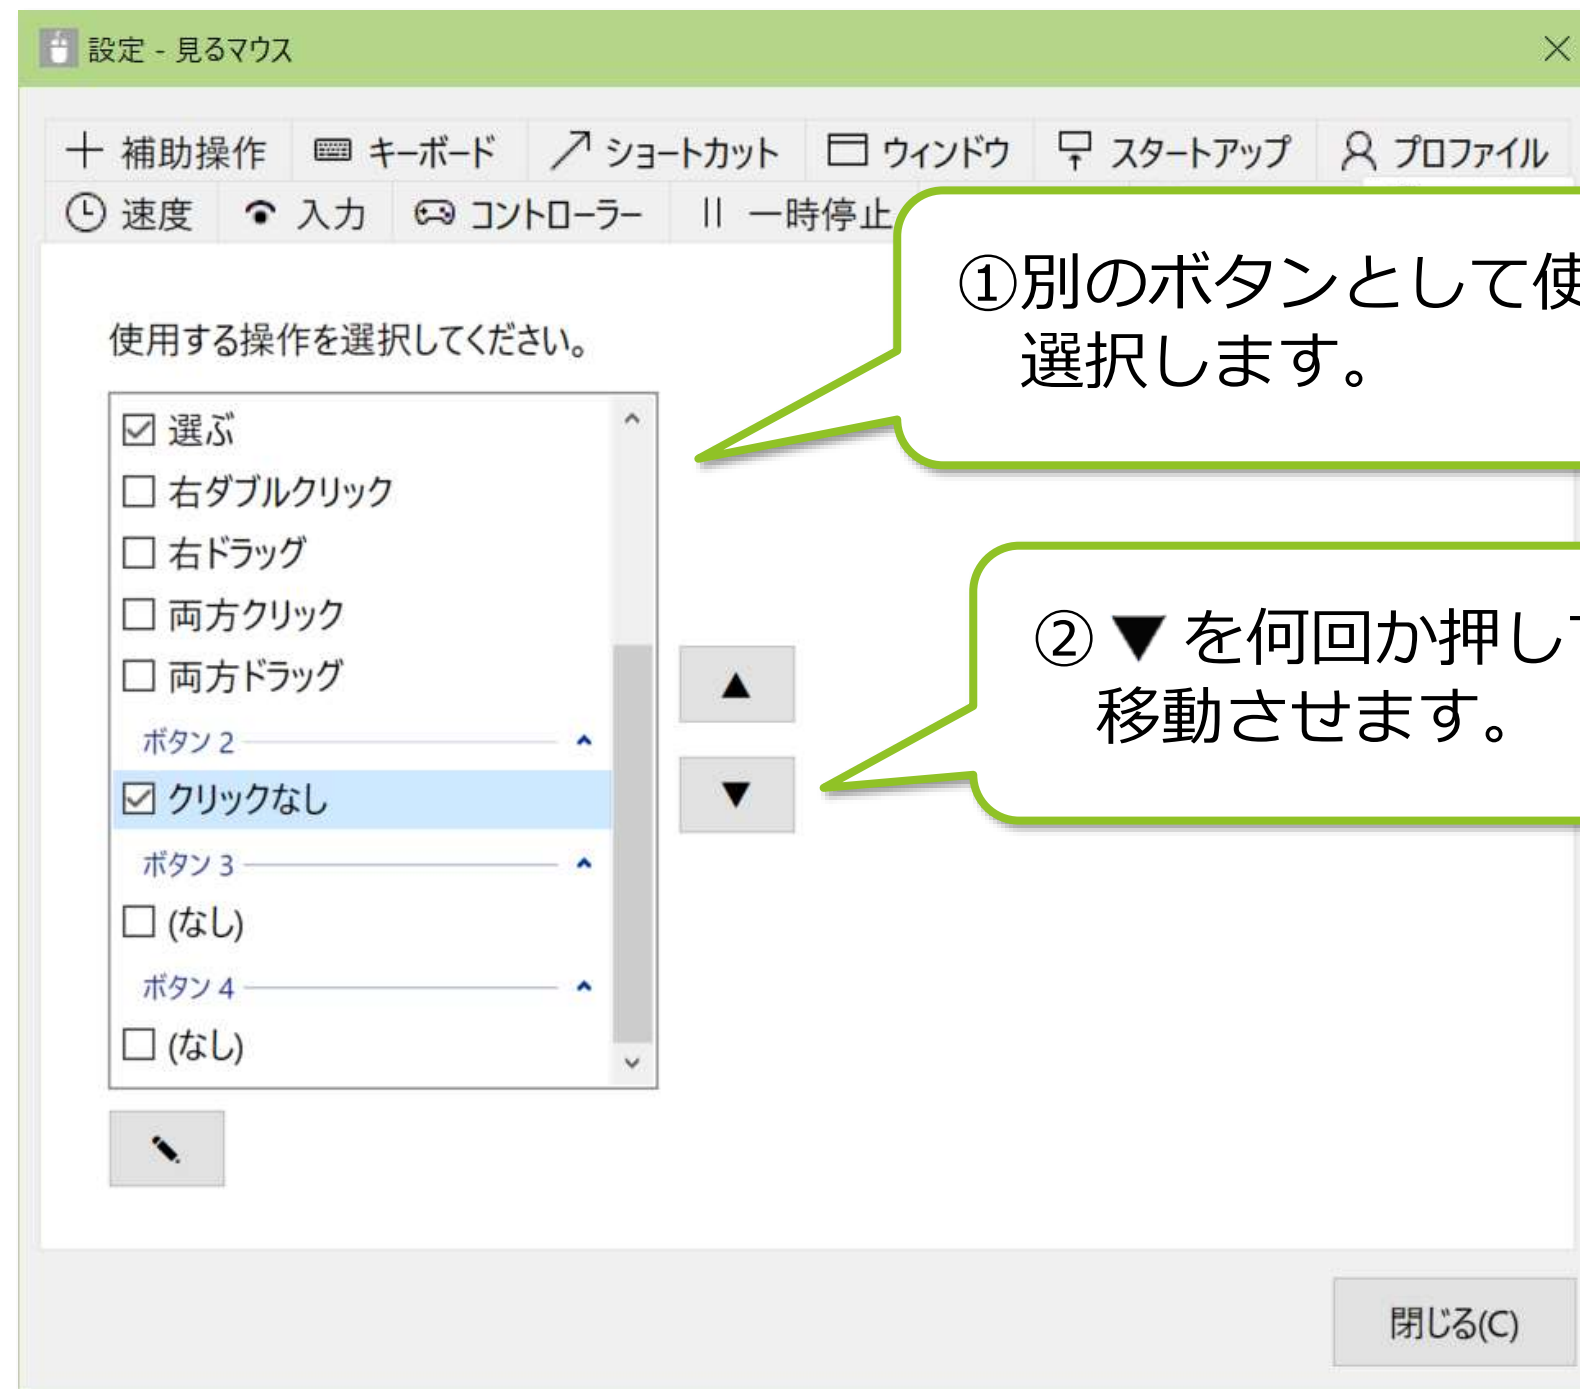 設定 - 見るマウス
補助操作 キーボード ショートカット ウィンドウ スタートアップ プロファイル
速度 入力 コントローラー 一時停止
①別のボタンとして使
選択します。
使用する操作を選択してください。
選ぶ
右ダブルクリック
右ドラッグ
両方クリック
両方ドラッグ
ボタン 2
クリックなし
ボタン 3
(なし)
ボタン 4
(なし)
▲
▼
②▼を何回か押して
移動させます。
閉じる(C)